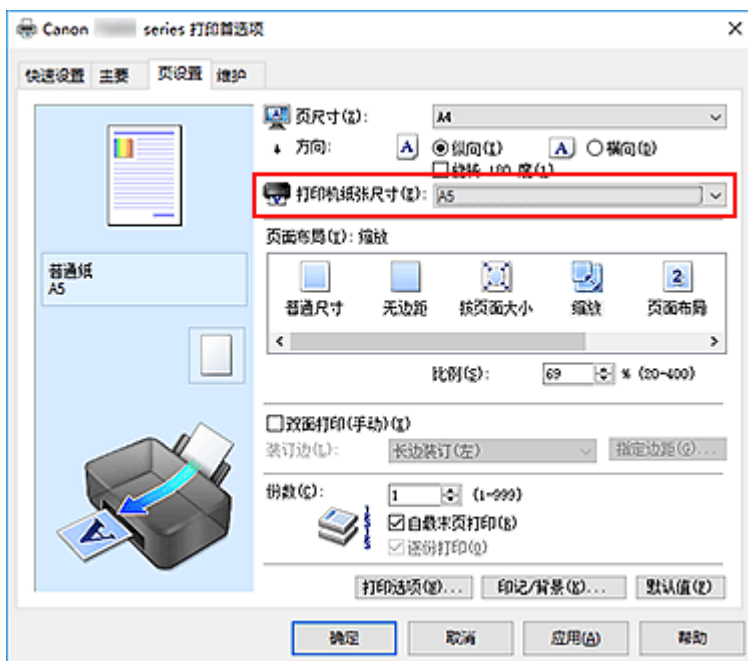 Canon series 打印首选项
快速设置 主要 页设置 维护
页尺寸(Z): A4
方向: A 纵向(I) A 横向(D)
旋转 180 度(1)
打印机纸张尺寸(E): A5
页面布局(Y): 缩放
普通纸
A5
普通尺寸 无边距 按页面大小 缩放 页面布局
比例(S): 69 % (20-400)
双面打印(手动)(X)
装订边(L): 长边装订(左) 指定边距(G)...
份数(C): 1 (1-999)
自最末页打印(R)
逐份打印(O)
打印选项(N)... 印记/背景(K)... 默认值(F)
确定 取消 应用(A) 帮助